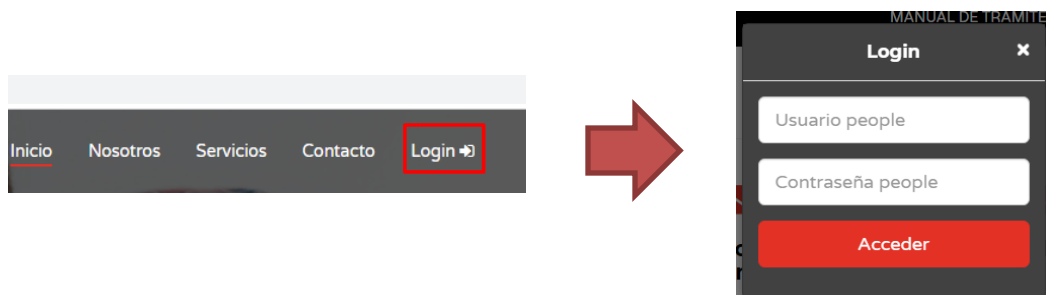 Inicio Nosotros Servicios Contacto Login
MANUAL DE TRAMITE
Login ×
Usuario people
Contraseña people
Acceder